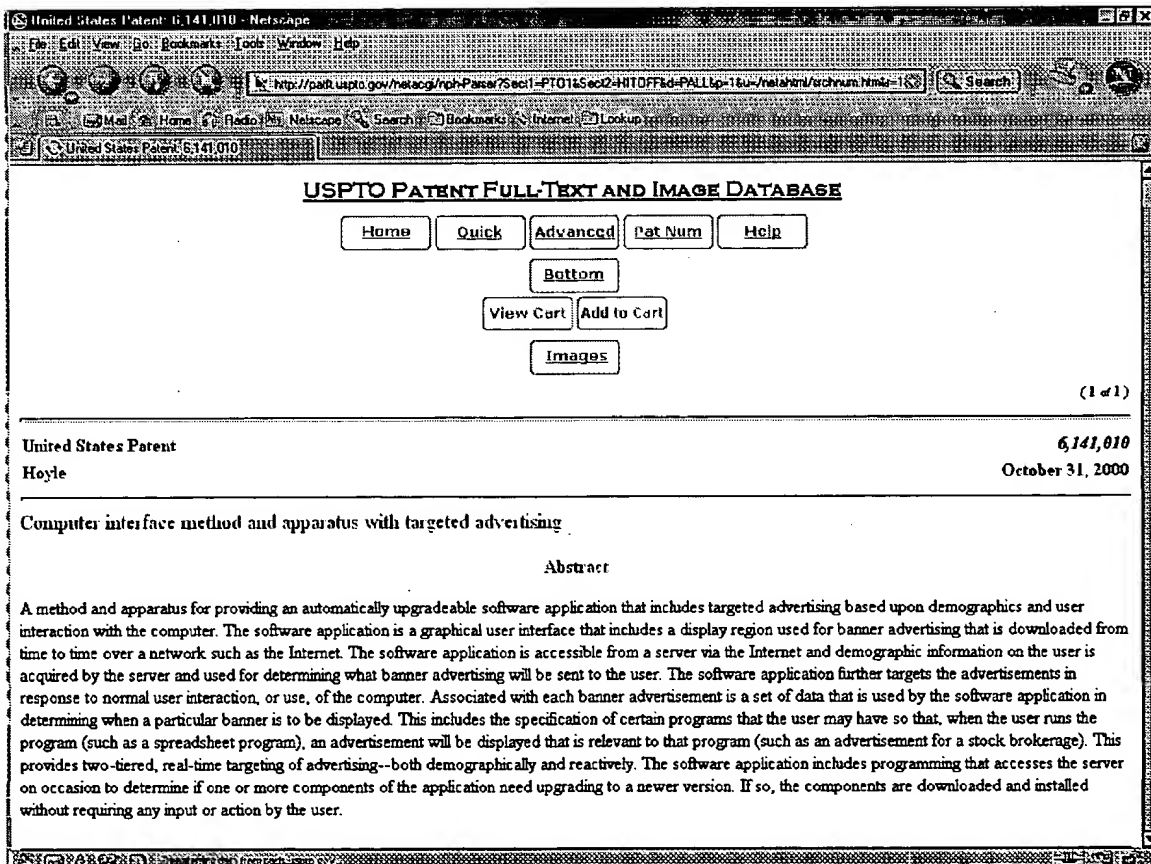 United States Patent: 6,141,010 - Netscape
File Edit View Go Bookmarks Tools Window Help
http://patft.uspto.gov/netacgi/nph-Parser?Sect1=PTO1&Sect2=HITOFF&d=PALL&p=1&u=/netahtml/srchnum.htm&r=1 Search
Mail Home Radio Netscape Search Bookmarks Internet Lookup
United States Patent: 6,141,010
USPTO PATENT FULL-TEXT AND IMAGE DATABASE
Home Quick Advanced Pat Num Help
Bottom
View Cart Add to Cart
Images
(1 of 1)
United States Patent 6,141,010
Hoyle October 31, 2000
Computer interface method and apparatus with targeted advertising
Abstract
A method and apparatus for providing an automatically upgradeable software application that includes targeted advertising based upon demographics and user
interaction with the computer. The software application is a graphical user interface that includes a display region used for banner advertising that is downloaded from
time to time over a network such as the Internet. The software application is accessible from a server via the Internet and demographic information on the user is
acquired by the server and used for determining what banner advertising will be sent to the user. The software application further targets the advertisements in
response to normal user interaction, or use, of the computer. Associated with each banner advertisement is a set of data that is used by the software application in
determining when a particular banner is to be displayed. This includes the specification of certain programs that the user may have so that, when the user runs the
program (such as a spreadsheet program), an advertisement will be displayed that is relevant to that program (such as an advertisement for a stock brokerage). This
provides two-tiered, real-time targeting of advertising--both demographically and reactively. The software application includes programming that accesses the server
on occasion to determine if one or more components of the application need upgrading to a newer version. If so, the components are downloaded and installed
without requiring any input or action by the user.